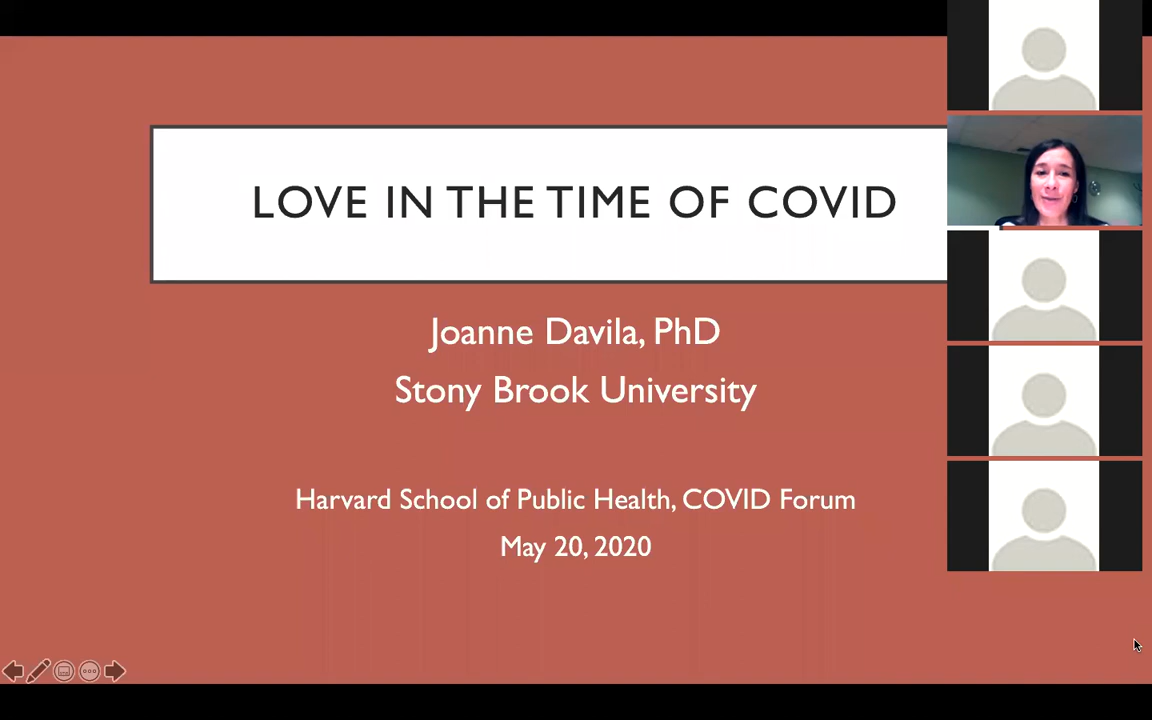 LOVE IN THE TIME OF COVID
Joanne Davila, PhD
Stony Brook University
Harvard School of Public Health, COVID Forum
May 20, 2020